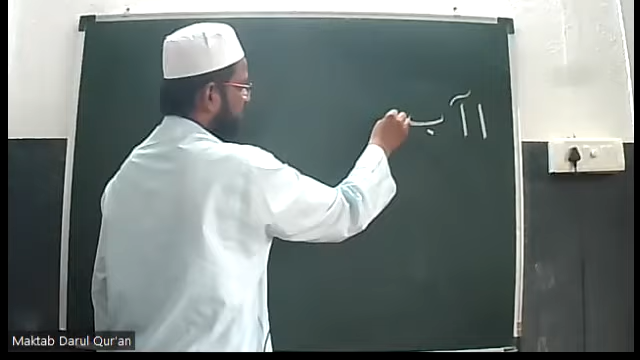 ا آ ب
Maktab Darul Qur'an